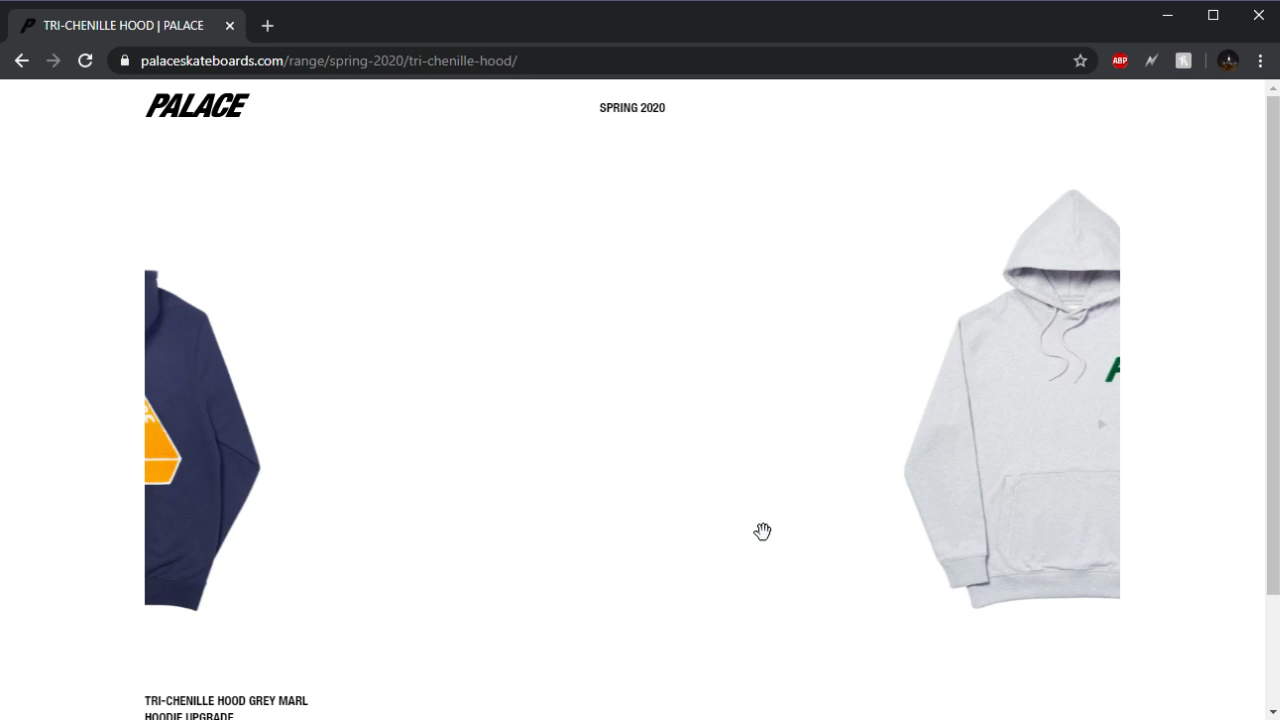 TRI-CHENILLE HOOD | PALACE
palaceskateboards.com/range/spring-2020/tri-chenille-hood/
ABP
PALACE
SPRING 2020
TRI-CHENILLE HOOD GREY MARL
HOODIE UPGRADE